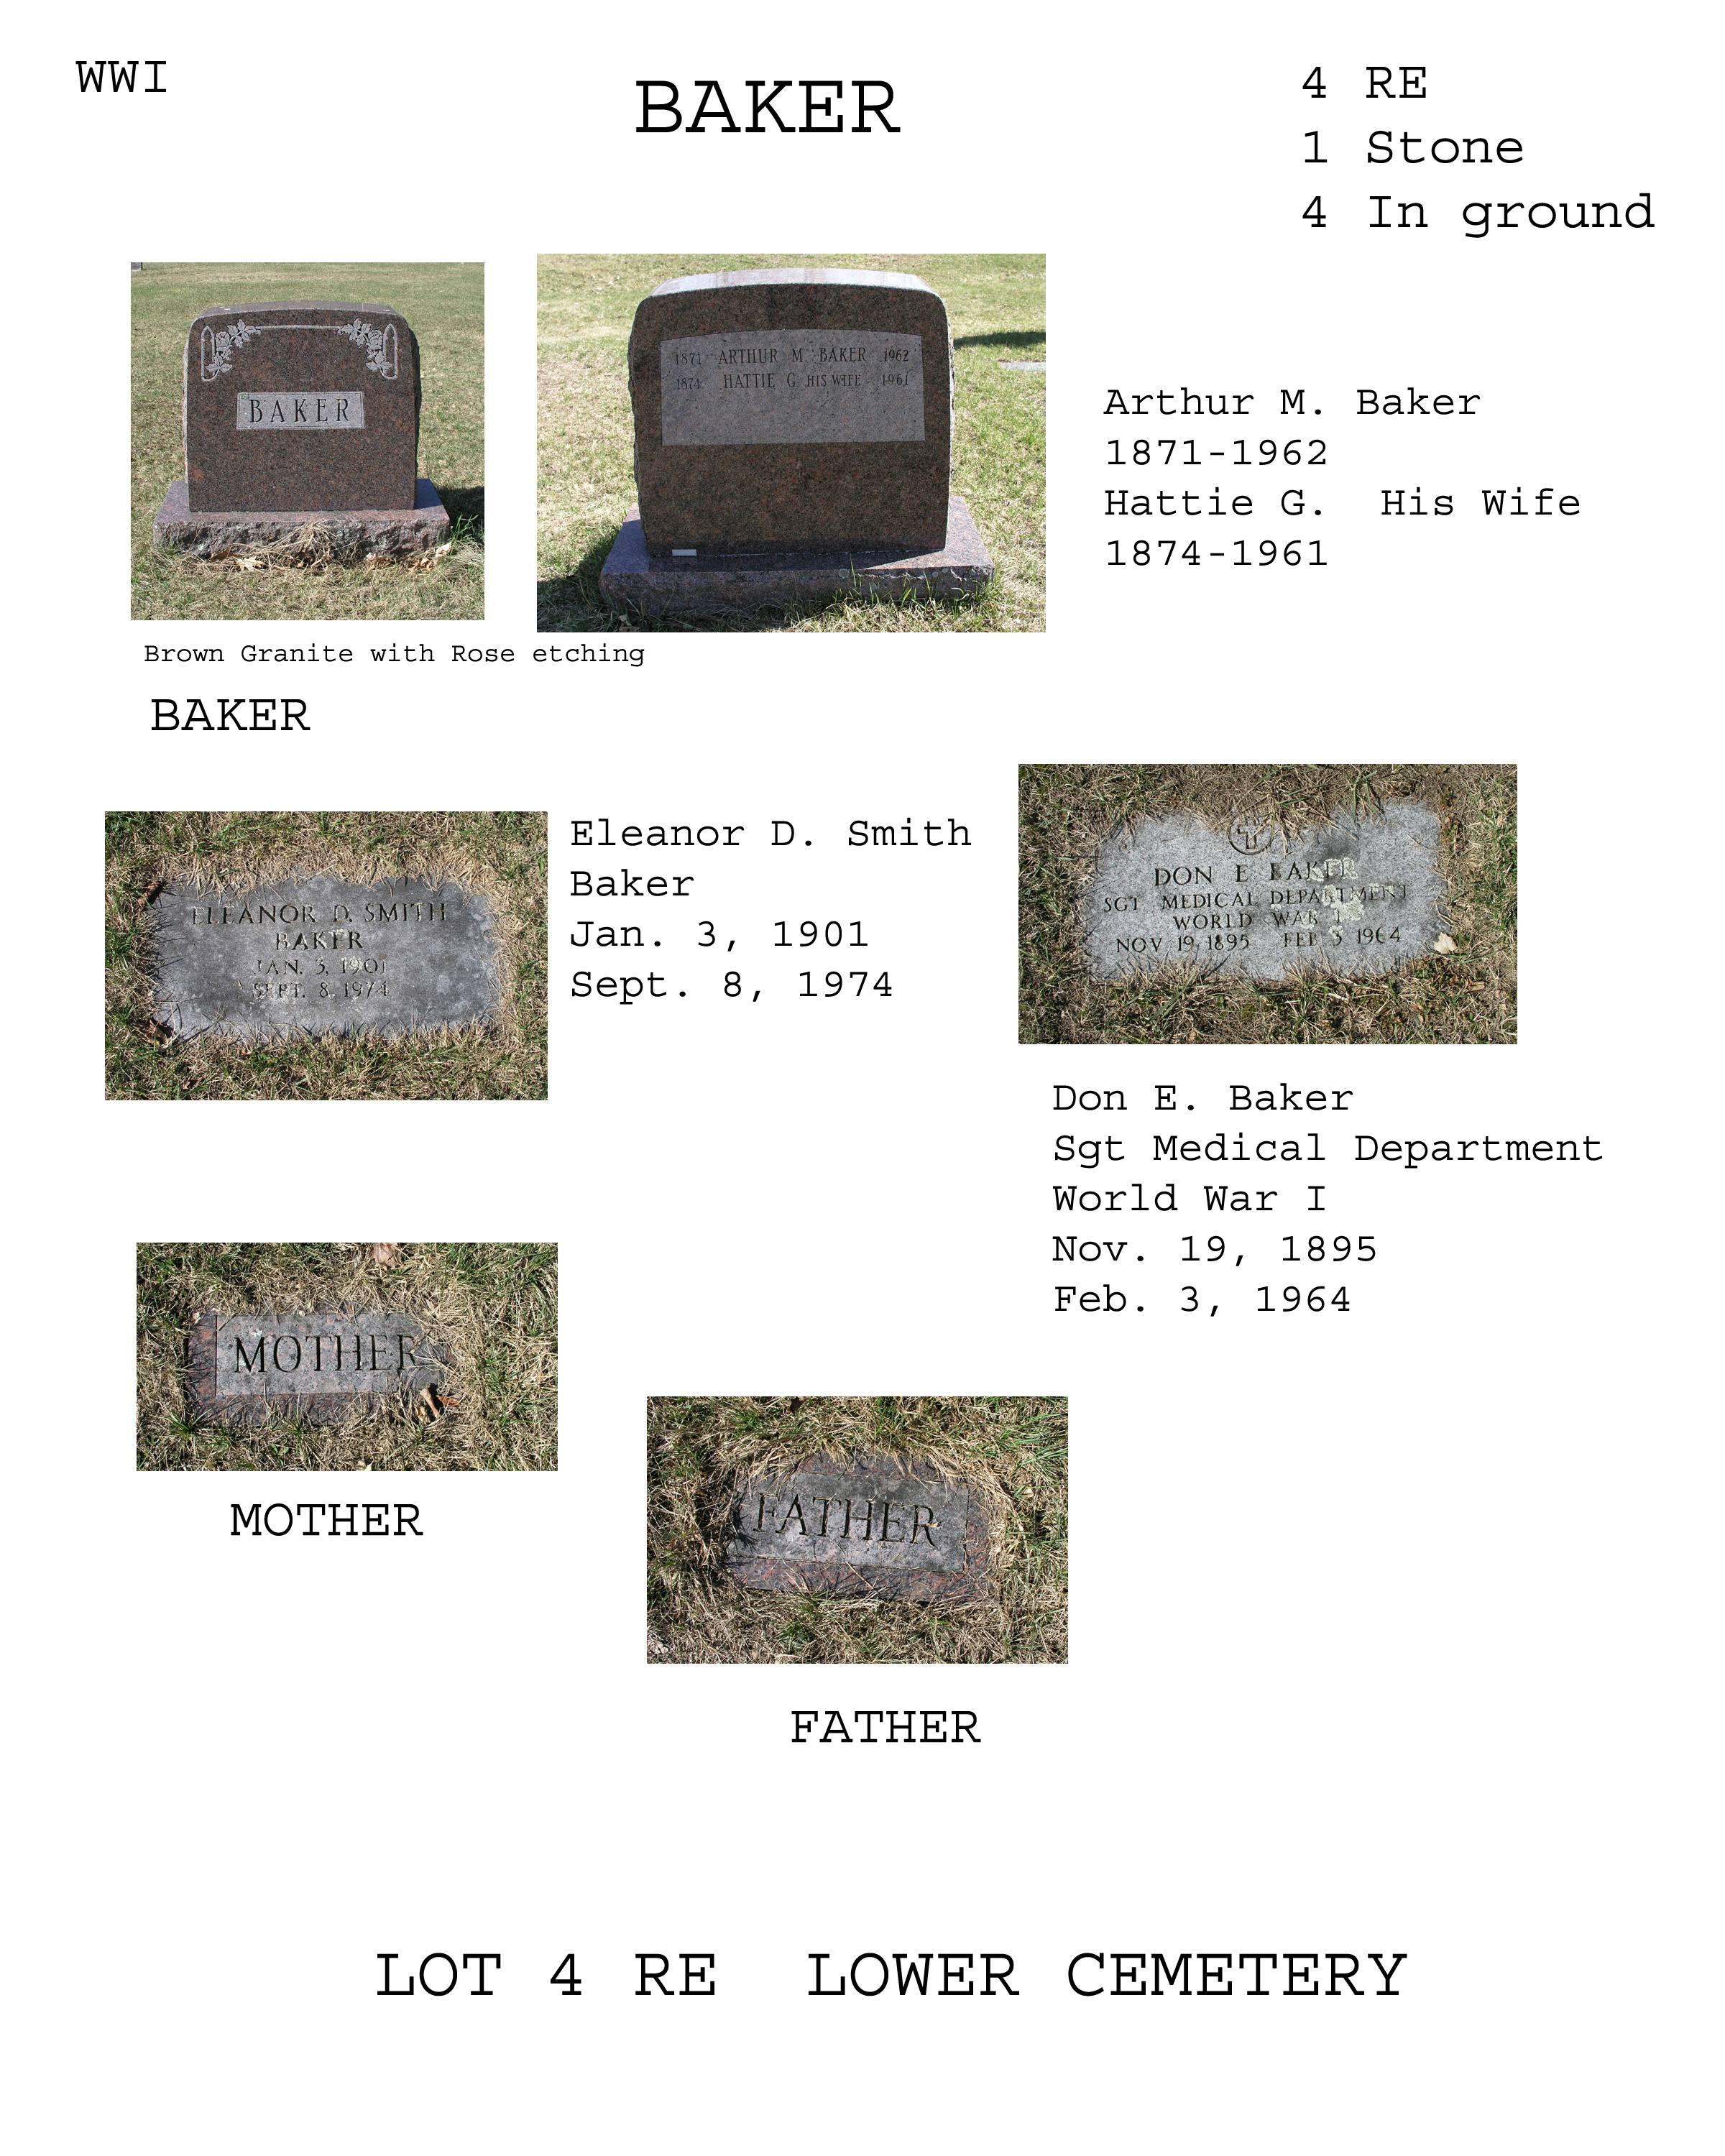 WWI
BAKER
4 RE
1 Stone
4 In ground
BAKER
1871 ARTHUR M. BAKER 1962
1874 HATTIE G. HIS WIFE 1961
Arthur M. Baker
1871-1962
Hattie G.  His Wife
1874-1961
Brown Granite with Rose etching
BAKER
ELEANOR D. SMITH
BAKER
JAN. 3, 1901
SEPT. 8, 1974
Eleanor D. Smith
Baker
Jan. 3, 1901
Sept. 8, 1974
DON E BAKER
SGT MEDICAL DEPARTMENT
WORLD WAR I
NOV 19 1895 FEB 3 1964
Don E. Baker
Sgt Medical Department
World War I
Nov. 19, 1895
Feb. 3, 1964
MOTHER
MOTHER
FATHER
FATHER
LOT 4 RE  LOWER CEMETERY